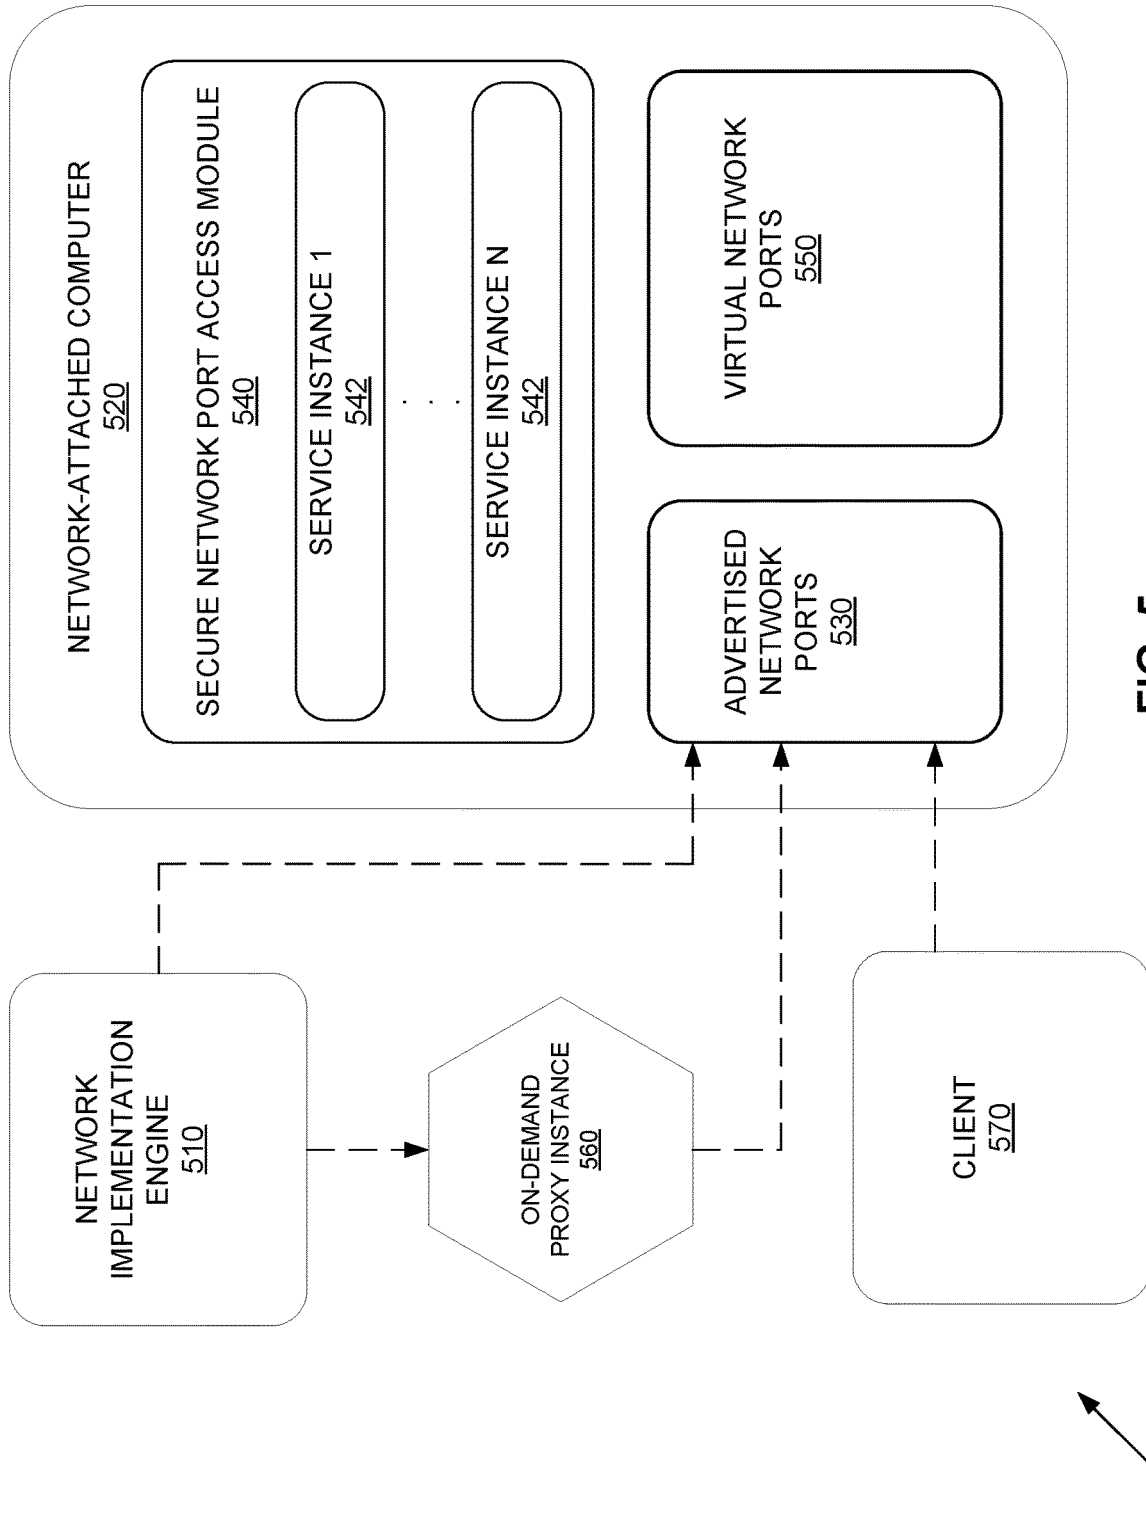 NETWORK-ATTACHED COMPUTER
520
SECURE NETWORK PORT ACCESS MODULE
540
SERVICE INSTANCE 1
542
. . .
SERVICE INSTANCE N
542
ADVERTISED
NETWORK
PORTS
530
VIRTUAL NETWORK
PORTS
550
NETWORK
IMPLEMENTATION
ENGINE
510
ON-DEMAND
PROXY INSTANCE
560
CLIENT
570